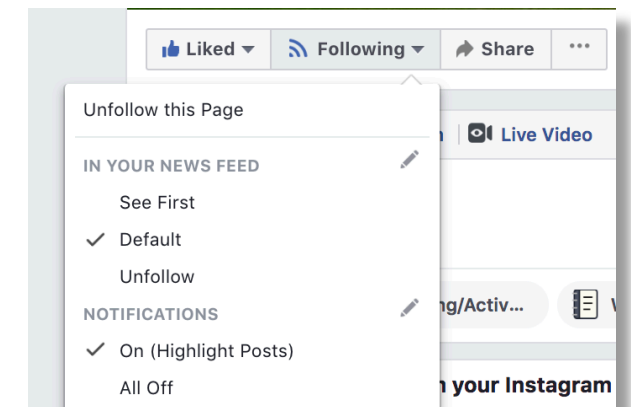 Liked Following Share ...
Unfollow this Page
Live Video
IN YOUR NEWS FEED
See First
Default
Unfollow
NOTIFICATIONS
ng/Activ...
On (Highlight Posts)
your Instagram
All Off